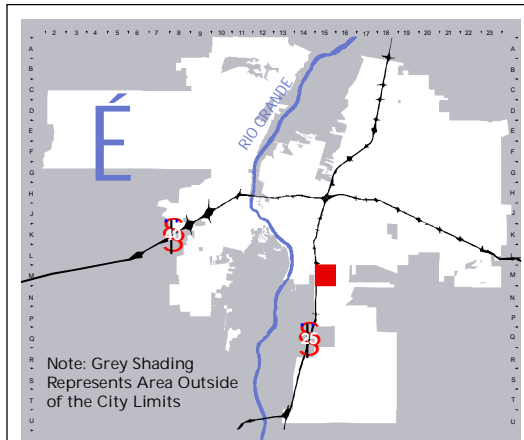 2 3 4 5 6 7 8 9 10 11 12 13 14 15 16 17 18 19 20 21 22 23
A A
B B
C C
D D
E E
F F
G G
H H
J J
K K
L L
M M
N N
P P
Q Q
R R
S S
T T
U U
É
RIO GRANDE
40
25
Note: Grey Shading
Represents Area Outside
of the City Limits